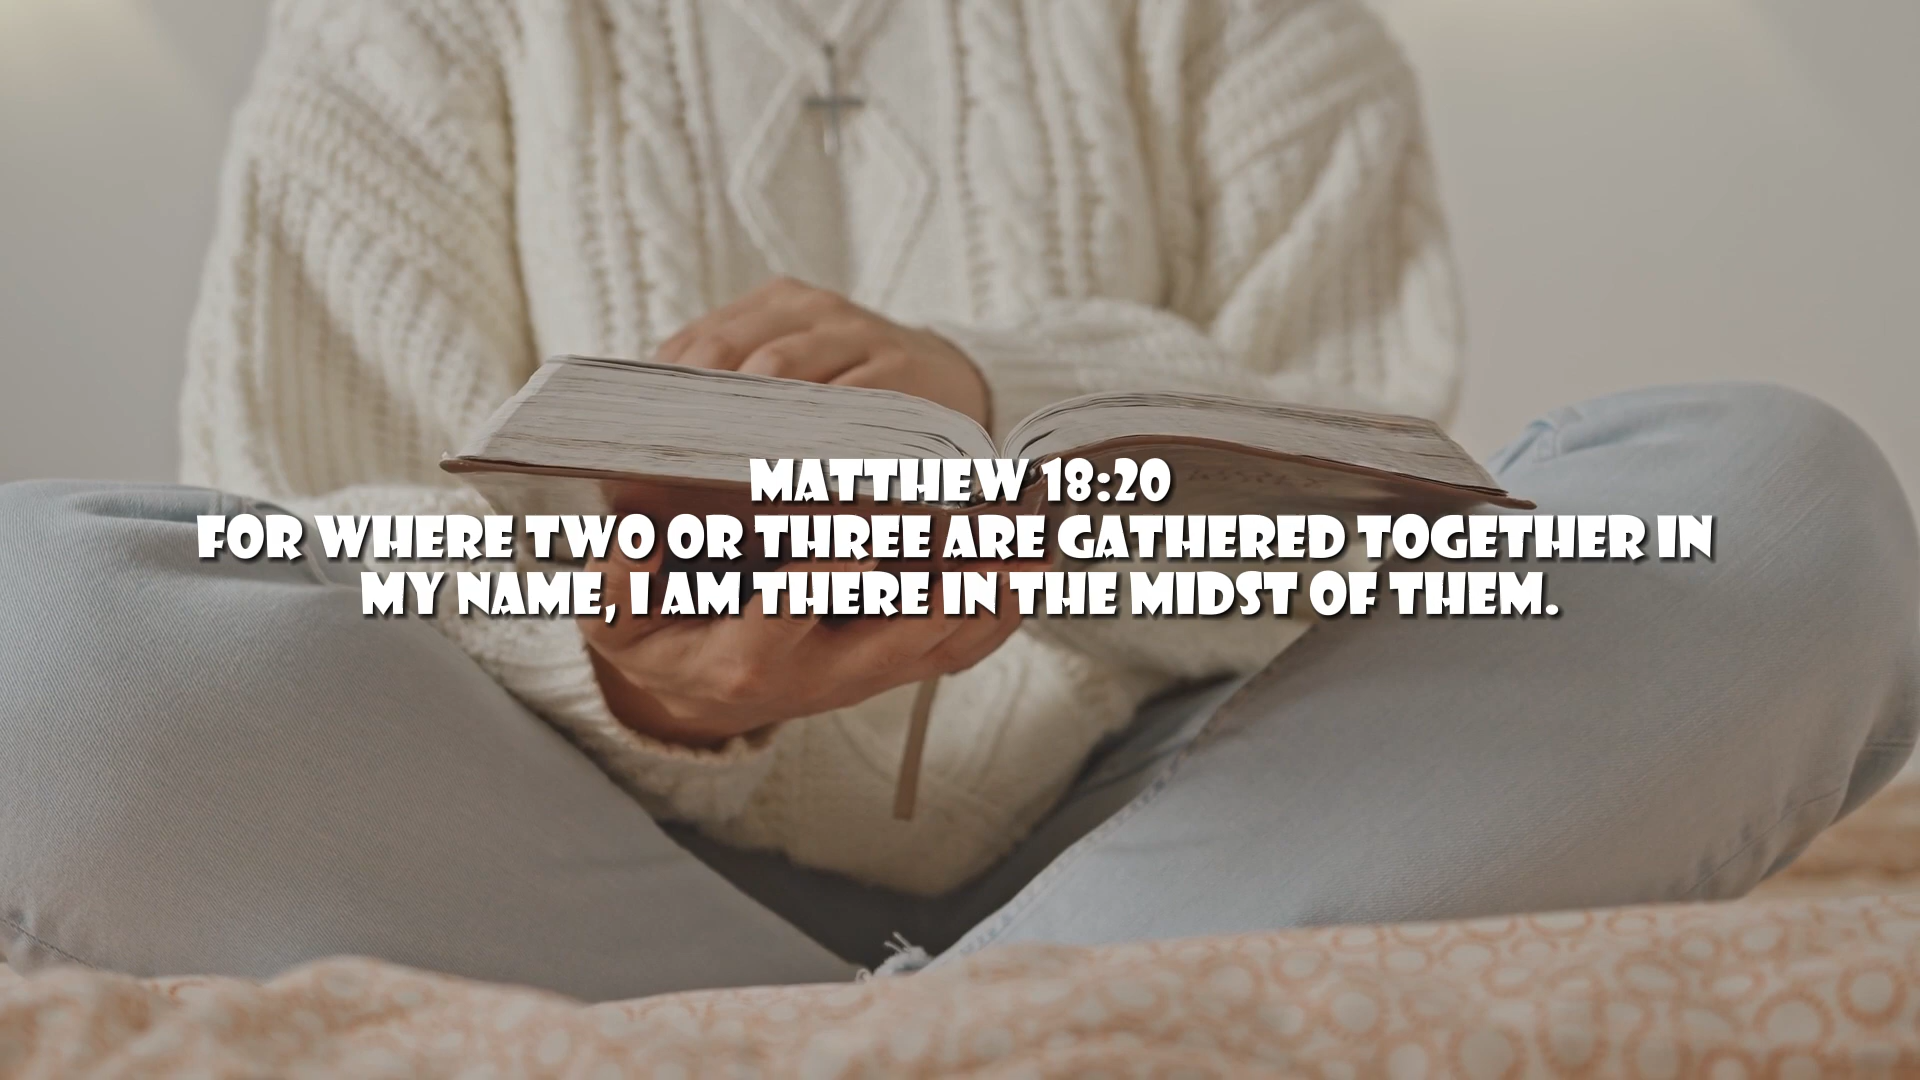 MATTHEW 18:20
FOR WHERE TWO OR THREE ARE GATHERED TOGETHER IN
MY NAME, I AM THERE IN THE MIDST OF THEM.